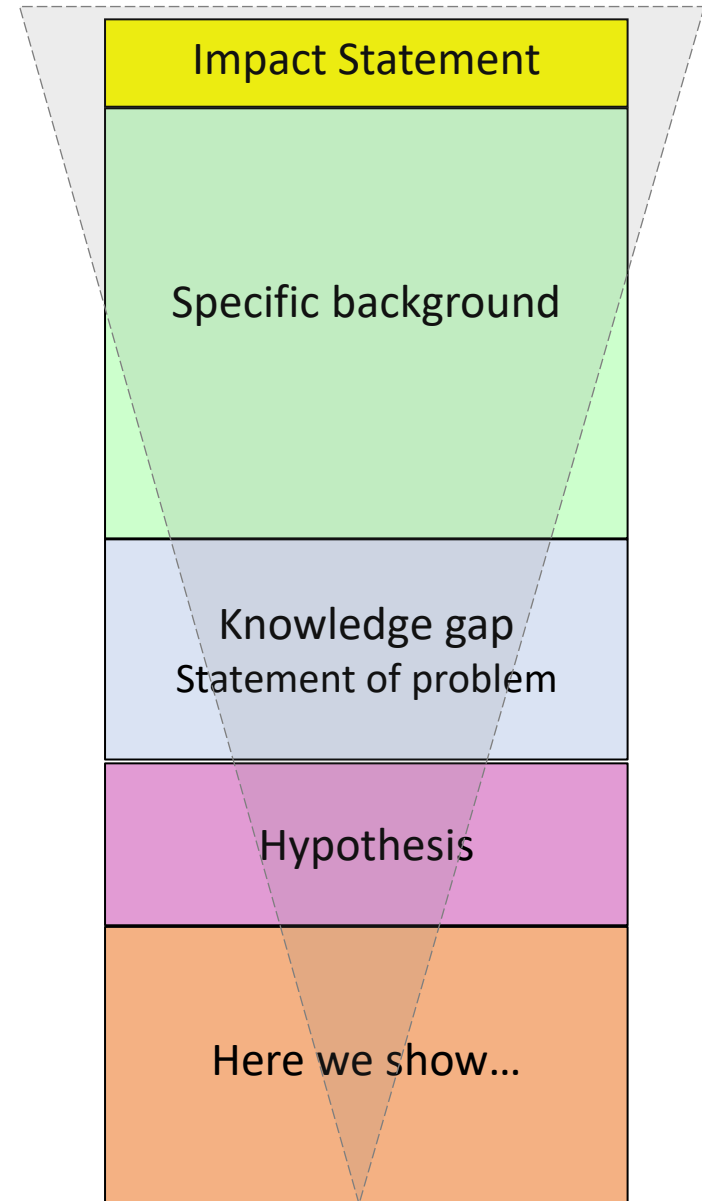 Impact Statement
Specific background
Knowledge gap
Statement of problem
Hypothesis
Here we show…